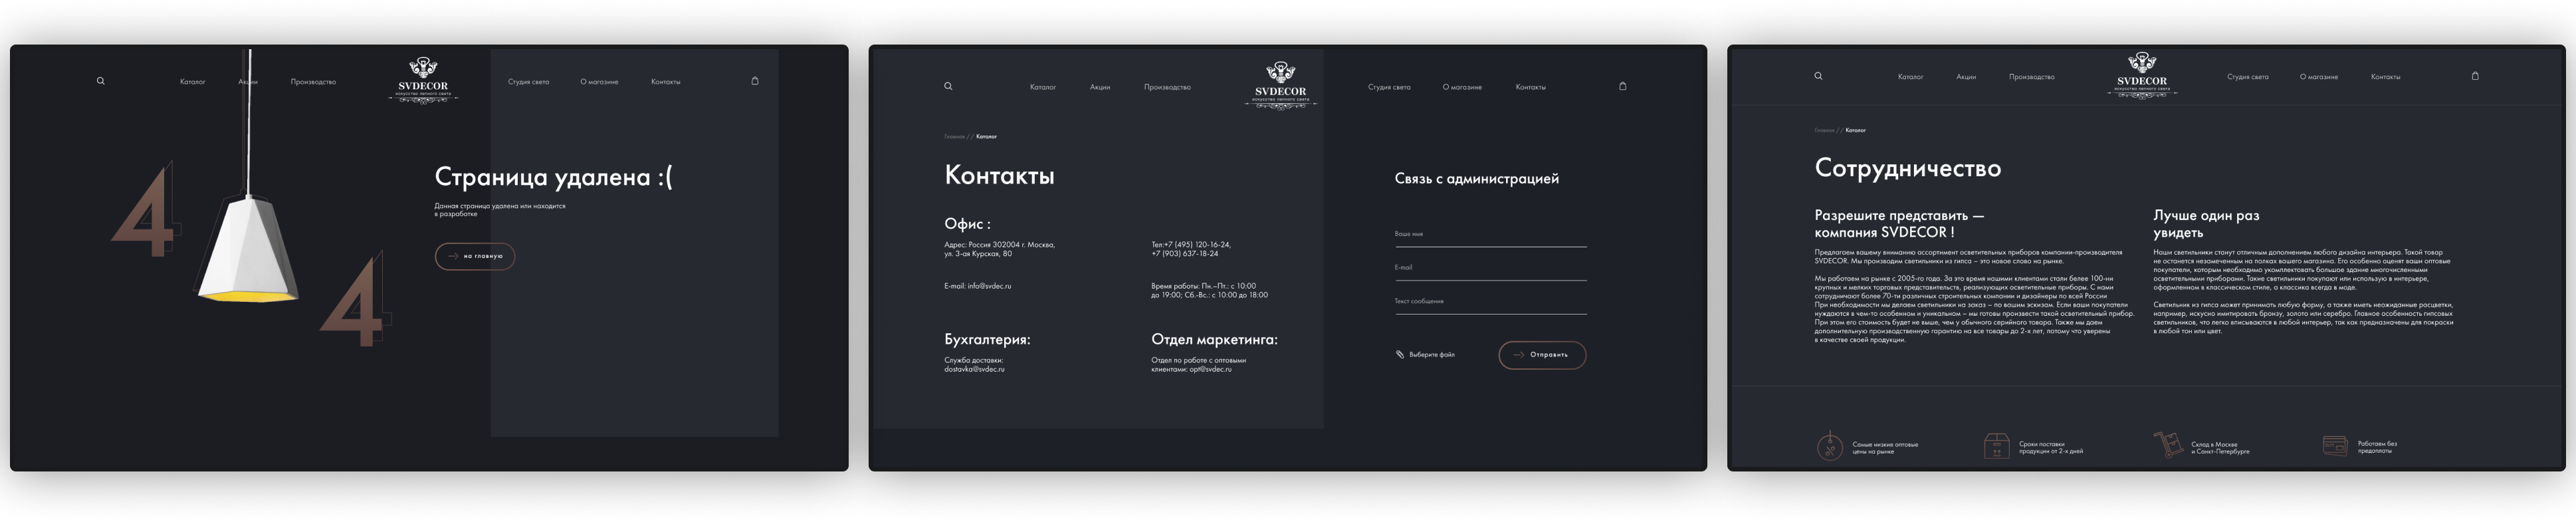 Каталог
Акции
Производство
SVDECOR
искусство лепного света
Студия света
О магазине
Контакты
4
4
Страница удалена :(
Данная страница удалена или находится
в разработке
на главную
Каталог
Акции
Производство
SVDECOR
искусство лепного света
Студия света
О магазине
Контакты
Главная // Каталог
Контакты
Офис :
Адрес: Россия 302004 г. Москва,
ул. 3-ая Курская, 80
Тел:+7 (495) 120-16-24,
+7 (903) 637-18-24
E-mail: info@svdec.ru
Время работы: Пн.–Пт.: с 10:00
до 19:00; Сб.-Вс.: с 10:00 до 18:00
Бухгалтерия:
Служба доставки:
dostavka@svdec.ru
Отдел маркетинга:
Отдел по работе с оптовыми
клиентами: opt@svdec.ru
Связь с администрацией
Ваше имя
E-mail
Текст сообщения
Выберите файл
Отправить
Каталог
Акции
Производство
SVDECOR
искусство лепного света
Студия света
О магазине
Контакты
Главная // Каталог
Сотрудничество
Разрешите представить —
компания SVDECOR !
Предлагаем вашему вниманию ассортимент осветительных приборов компании-производителя
SVDECOR. Мы производим светильники из гипса – это новое слово на рынке.
Мы работаем на рынке с 2005-го года. За это время нашими клиентами стали более 100-ни
крупных и мелких торговых представительств, реализующих осветительные приборы. С нами
сотрудничают более 70-ти различных строительных компании и дизайнеры по всей России
При необходимости мы делаем светильники на заказ – по вашим эскизам. Если ваши покупатели
нуждаются в чем-то особенном и уникальном – мы готовы произвести такой осветительный прибор.
При этом его стоимость будет не выше, чем у обычного серийного товара. Также мы даем
дополнительную производственную гарантию на все товары до 2-х лет, потому что уверены
в качестве своей продукции.
Лучше один раз
увидеть
Наши светильники станут отличным дополнением любого дизайна интерьера. Такой товар
не останется незамеченным на полках вашего магазина. Его особенно оценят ваши оптовые
покупатели, которым необходимо укомплектовать большое здание многочисленными
осветительными приборами. Такие светильники покупают или использую в интерьере,
оформленном в классическом стиле, а классика всегда в моде.
Светильник из гипса может принимать любую форму, а также иметь неожиданные расцветки,
например, искусно имитировать бронзу, золото или серебро. Главное особенность гипсовых
светильников, что легко вписываются в любой интерьер, так как предназначены для покраски
в любой тон или цвет.
Самые низкие оптовые
цены на рынке
Сроки поставки
продукции от 2-х дней
Склад в Москве
и Санкт-Петербурге
Работаем без
предоплаты